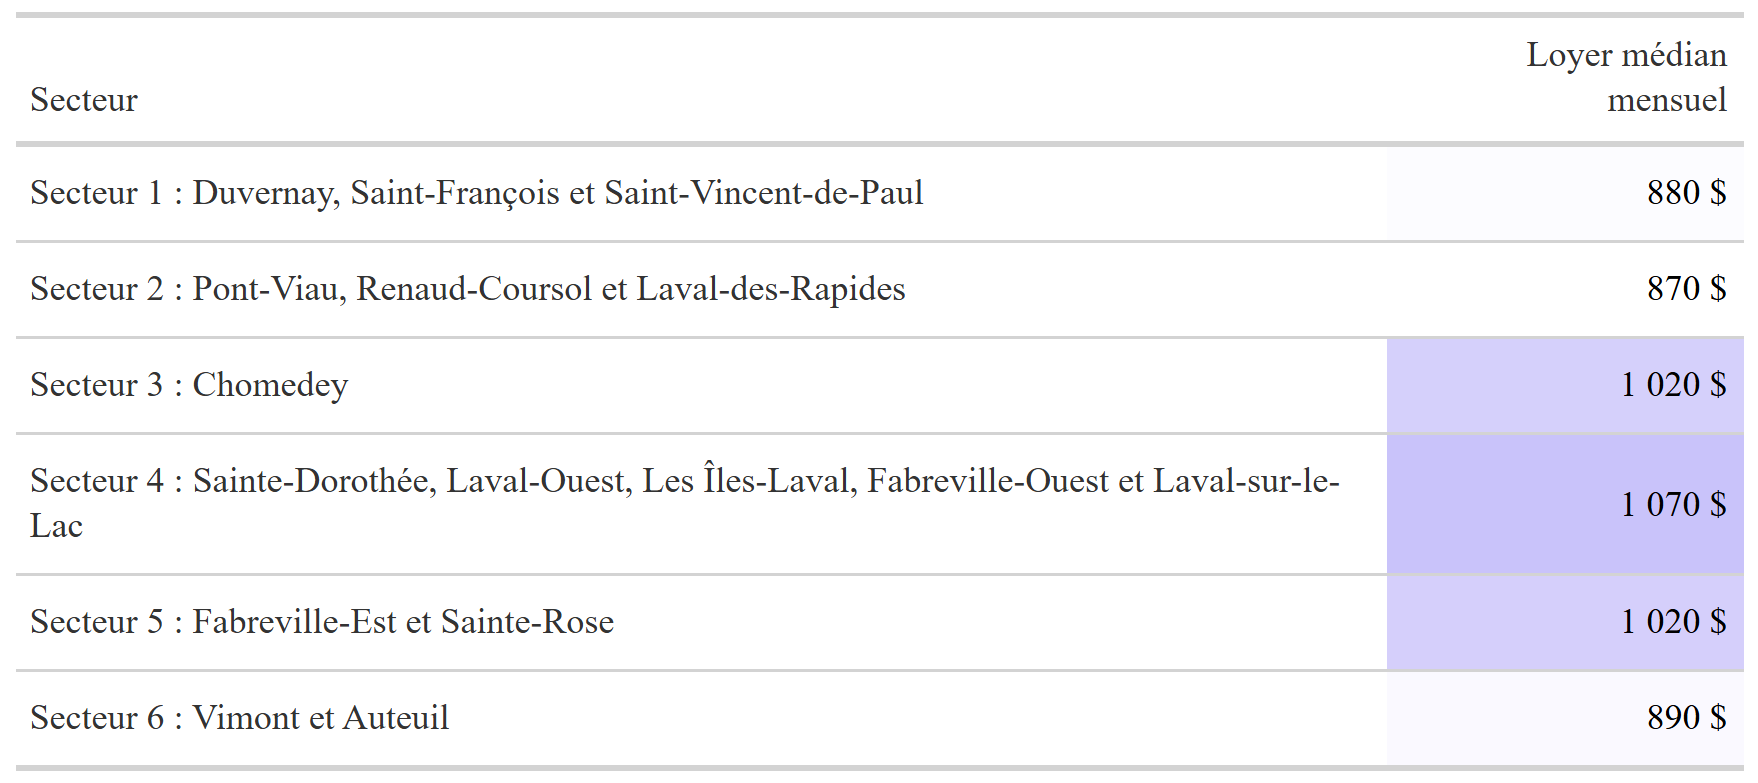 Loyer médian
Secteur mensuel
Secteur 1 : Duvernay, Saint-François et Saint-Vincent-de-Paul 880 $
Secteur 2 : Pont-Viau, Renaud-Coursol et Laval-des-Rapides 870 $
Secteur 3 : Chomedey 1 020 $
Secteur 4 : Sainte-Dorothée, Laval-Ouest, Les Îles-Laval, Fabreville-Ouest et Laval-sur-le-
Lac 1 070 $
Secteur 5 : Fabreville-Est et Sainte-Rose 1 020 $
Secteur 6 : Vimont et Auteuil 890 $